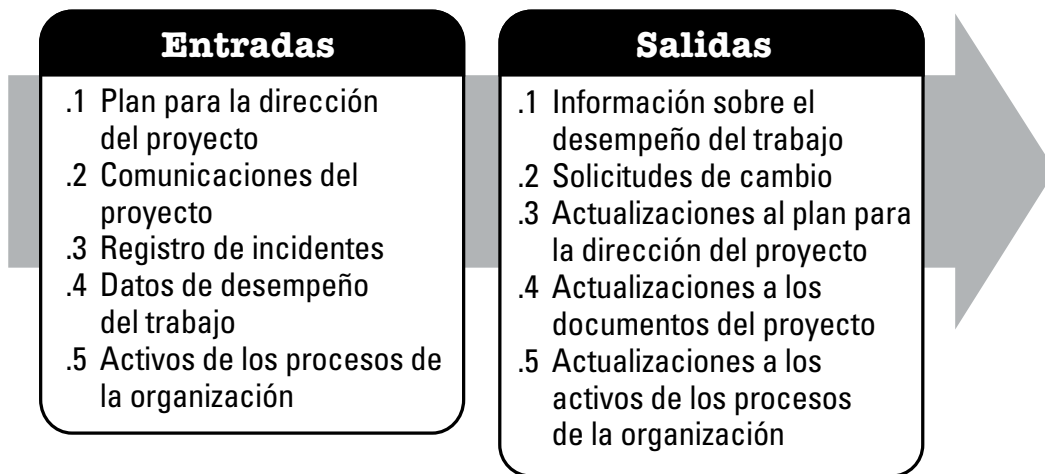 Entradas
.1 Plan para la dirección
del proyecto
.2 Comunicaciones del
proyecto
.3 Registro de incidentes
.4 Datos de desempeño
del trabajo
.5 Activos de los procesos de
la organización
Salidas
.1 Información sobre el
desempeño del trabajo
.2 Solicitudes de cambio
.3 Actualizaciones al plan para
la dirección del proyecto
.4 Actualizaciones a los
documentos del proyecto
.5 Actualizaciones a los
activos de los procesos
de la organización